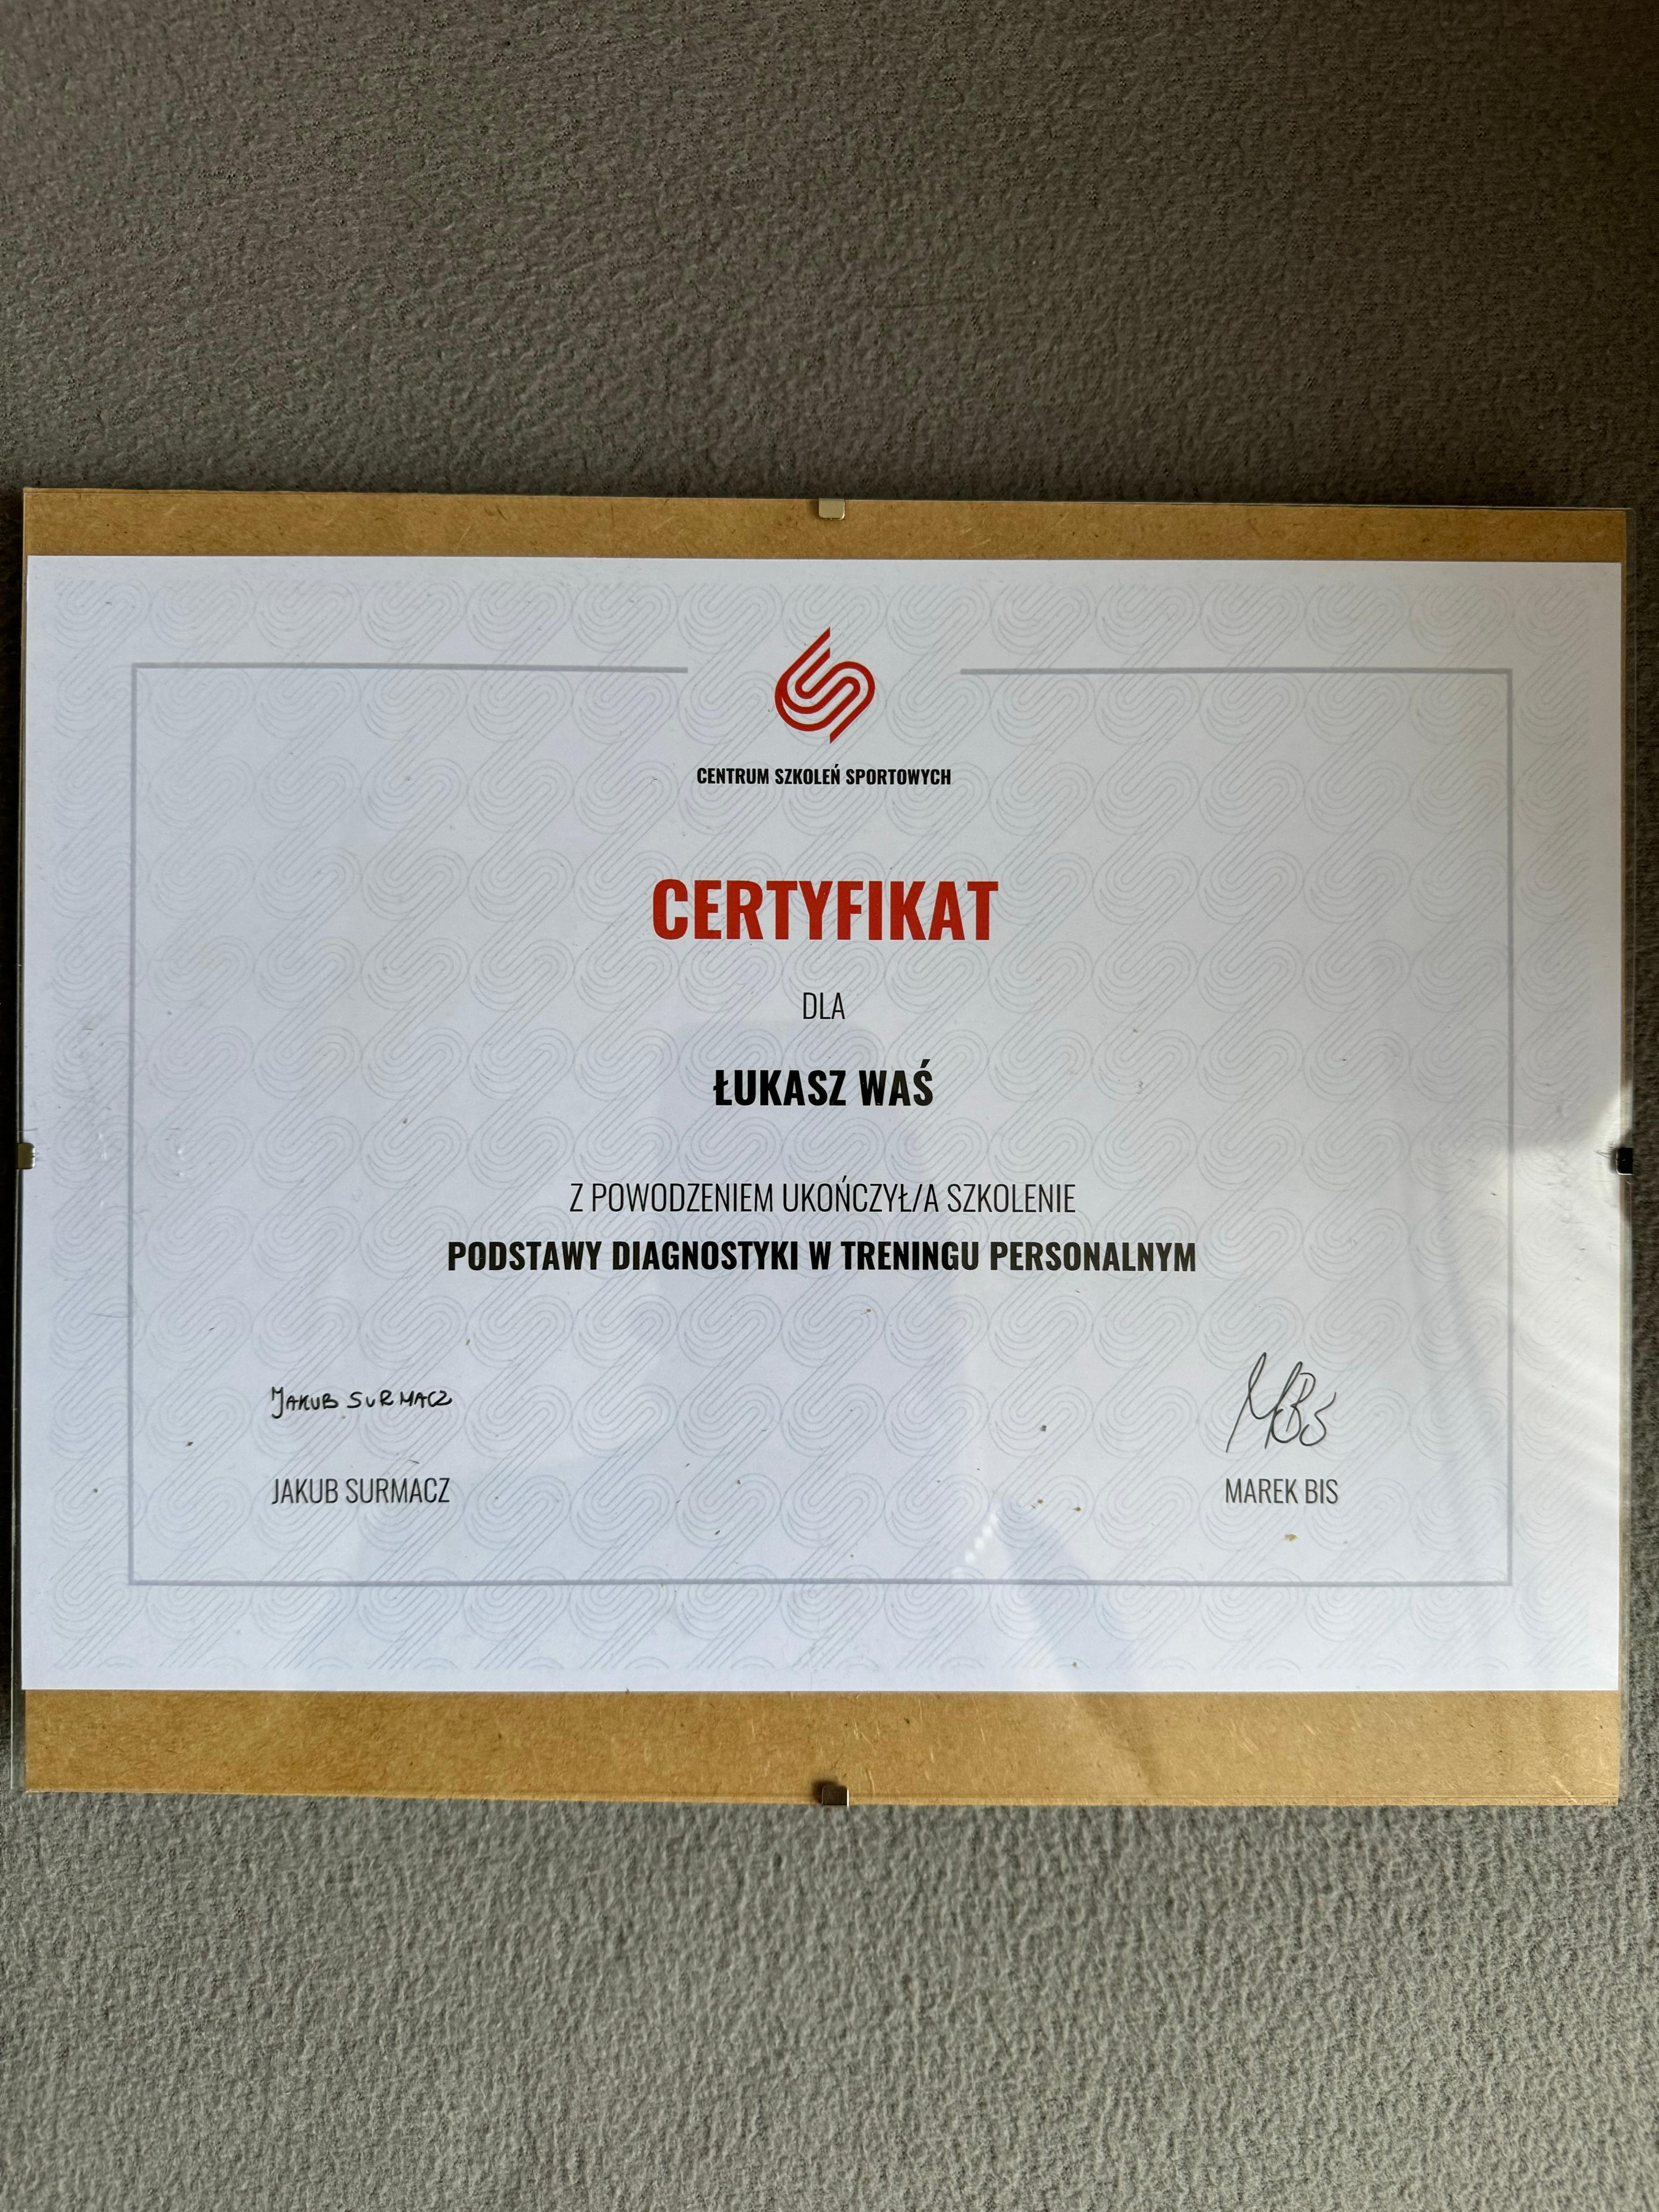 CENTRUM SZKOLEŃ SPORTOWYCH
CERTYFIKAT
DLA
ŁUKASZ WAŚ
Z POWODZENIEM UKOŃCZYŁ/A SZKOLENIE
PODSTAWY DIAGNOSTYKI W TRENINGU PERSONALNYM
JAKUB SURMACZ
MBiś
JAKUB SURMACZ
MAREK BIS